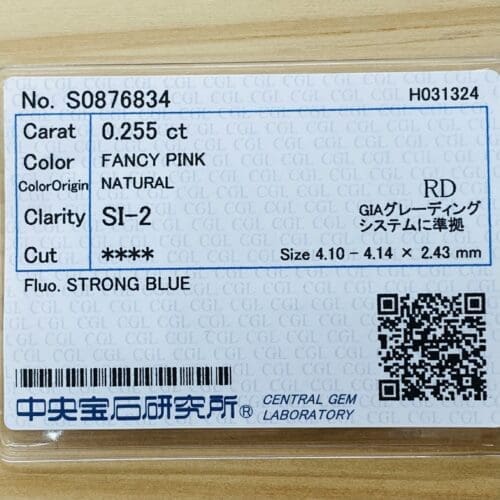 No. S0876834 H031324
Carat 0.255 ct
Color FANCY PINK
ColorOrigin NATURAL
RD
Clarity SI-2
GIAグレーディング
システムに準拠
Cut ****
Size 4.10 - 4.14 × 2.43 mm
Fluo. STRONG BLUE
中央宝石研究所® CENTRAL GEM
LABORATORY